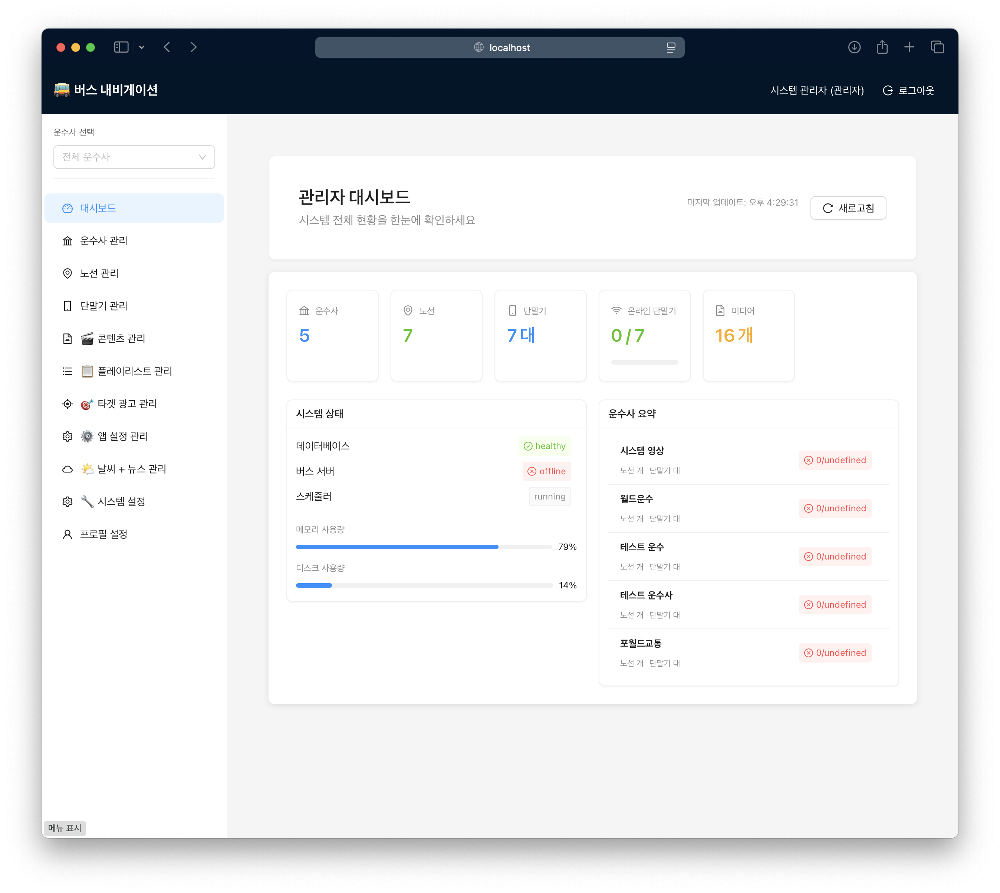 localhost
버스 내비게이션
시스템 관리자 (관리자)
로그아웃
운수사 선택
전체 운수사
대시보드
운수사 관리
노선 관리
단말기 관리
콘텐츠 관리
플레이리스트 관리
타겟 광고 관리
앱 설정 관리
날씨 + 뉴스 관리
시스템 설정
프로필 설정
메뉴 표시
관리자 대시보드
시스템 전체 현황을 한눈에 확인하세요
마지막 업데이트: 오후 4:29:31
새로고침
운수사
5
노선
7
단말기
7 대
온라인 단말기
0 / 7
미디어
16 개
시스템 상태
데이터베이스 healthy
버스 서버 offline
스케줄러 running
메모리 사용량
79%
디스크 사용량
14%
운수사 요약
시스템 영상
노선 개 단말기 대
0/undefined
월드운수
노선 개 단말기 대
0/undefined
테스트 운수
노선 개 단말기 대
0/undefined
테스트 운수사
노선 개 단말기 대
0/undefined
포월드교통
노선 개 단말기 대
0/undefined